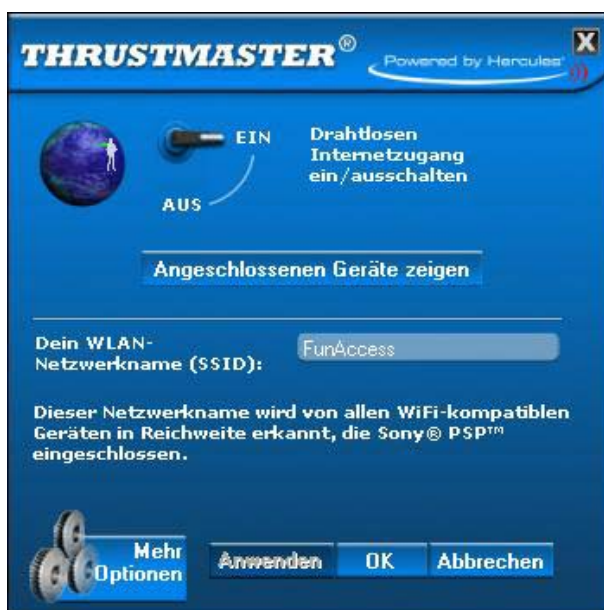 THRUSTMASTER®
Powered by Hercules
X
EIN
AUS
Drahtlosen
Internetzugang
ein/ausschalten
Angeschlossenen Geräte zeigen
Dein WLAN-
Netzwerkname (SSID):
FunAccess
Dieser Netzwerkname wird von allen WiFi-kompatiblen
Geräten in Reichweite erkannt, die Sony® PSP™
eingeschlossen.
Mehr
Optionen
Anwenden
OK
Abbrechen